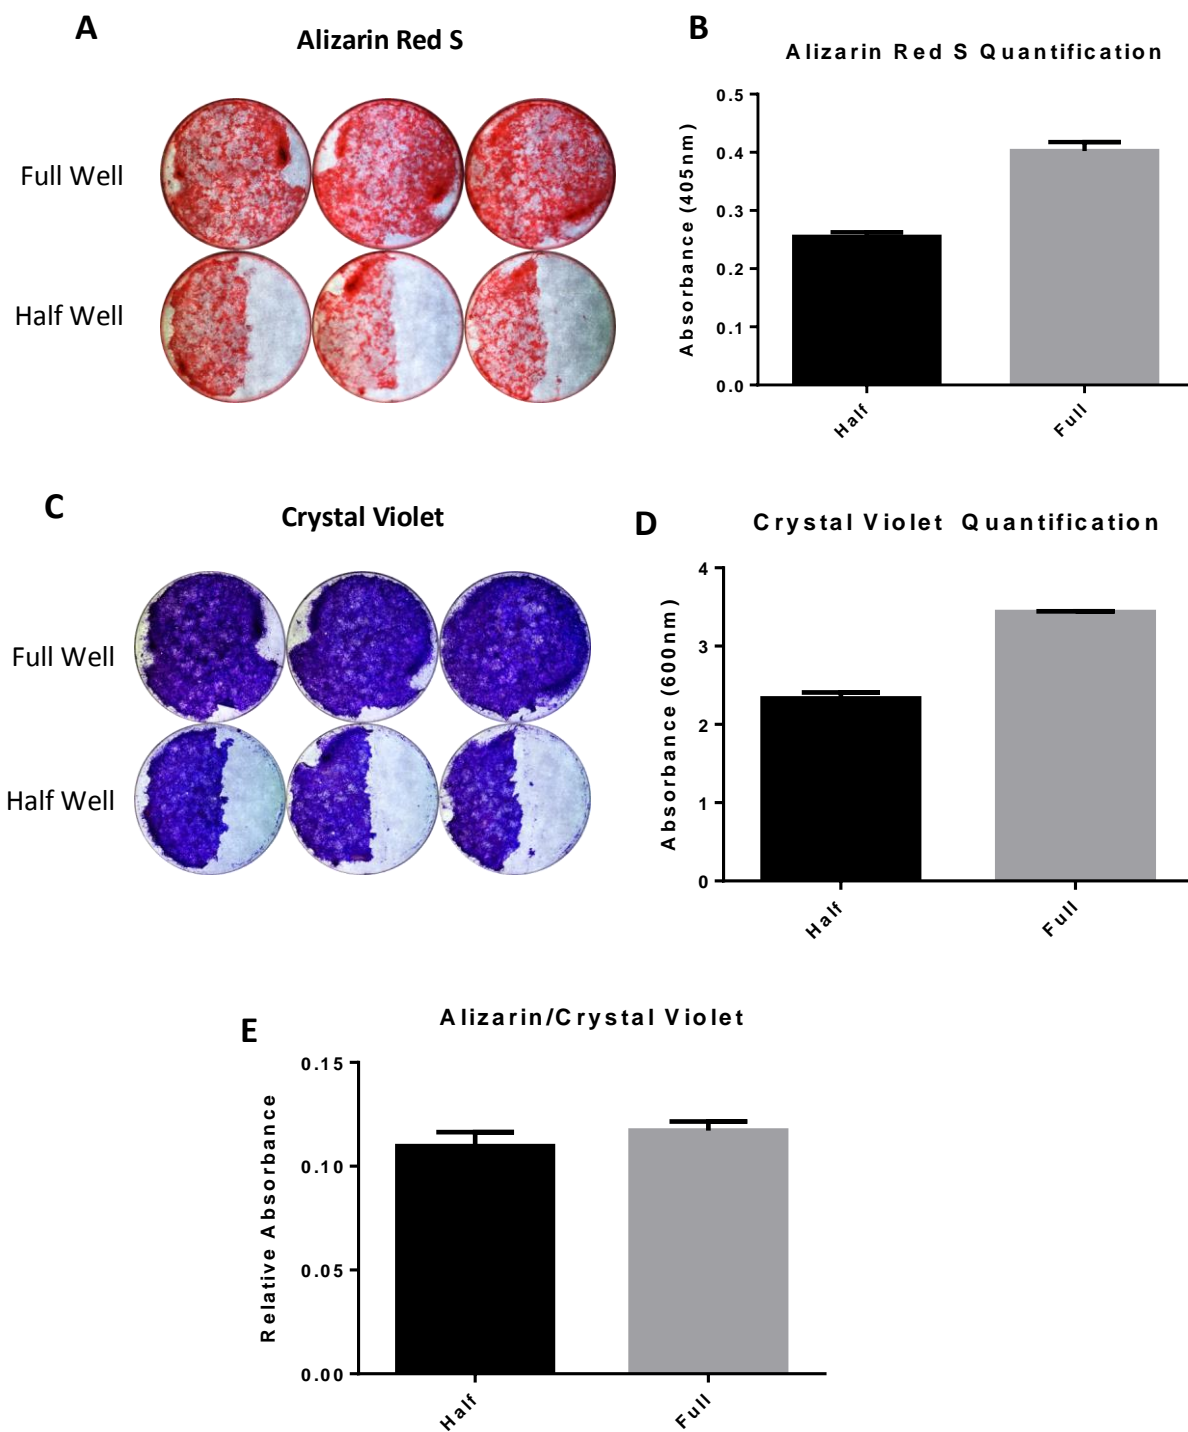 A
Alizarin Red S
Full Well
Half Well
B
Alizarin Red S Quantification
Absorbance (405nm)
0.5
0.4
0.3
0.2
0.1
0.0
Half
Full
C
Crystal Violet
Full Well
Half Well
D
Crystal Violet Quantification
Absorbance (600nm)
4
3
2
1
0
Half
Full
E
Alizarin/Crystal Violet
Relative Absorbance
0.15
0.10
0.05
0.00
Half
Full